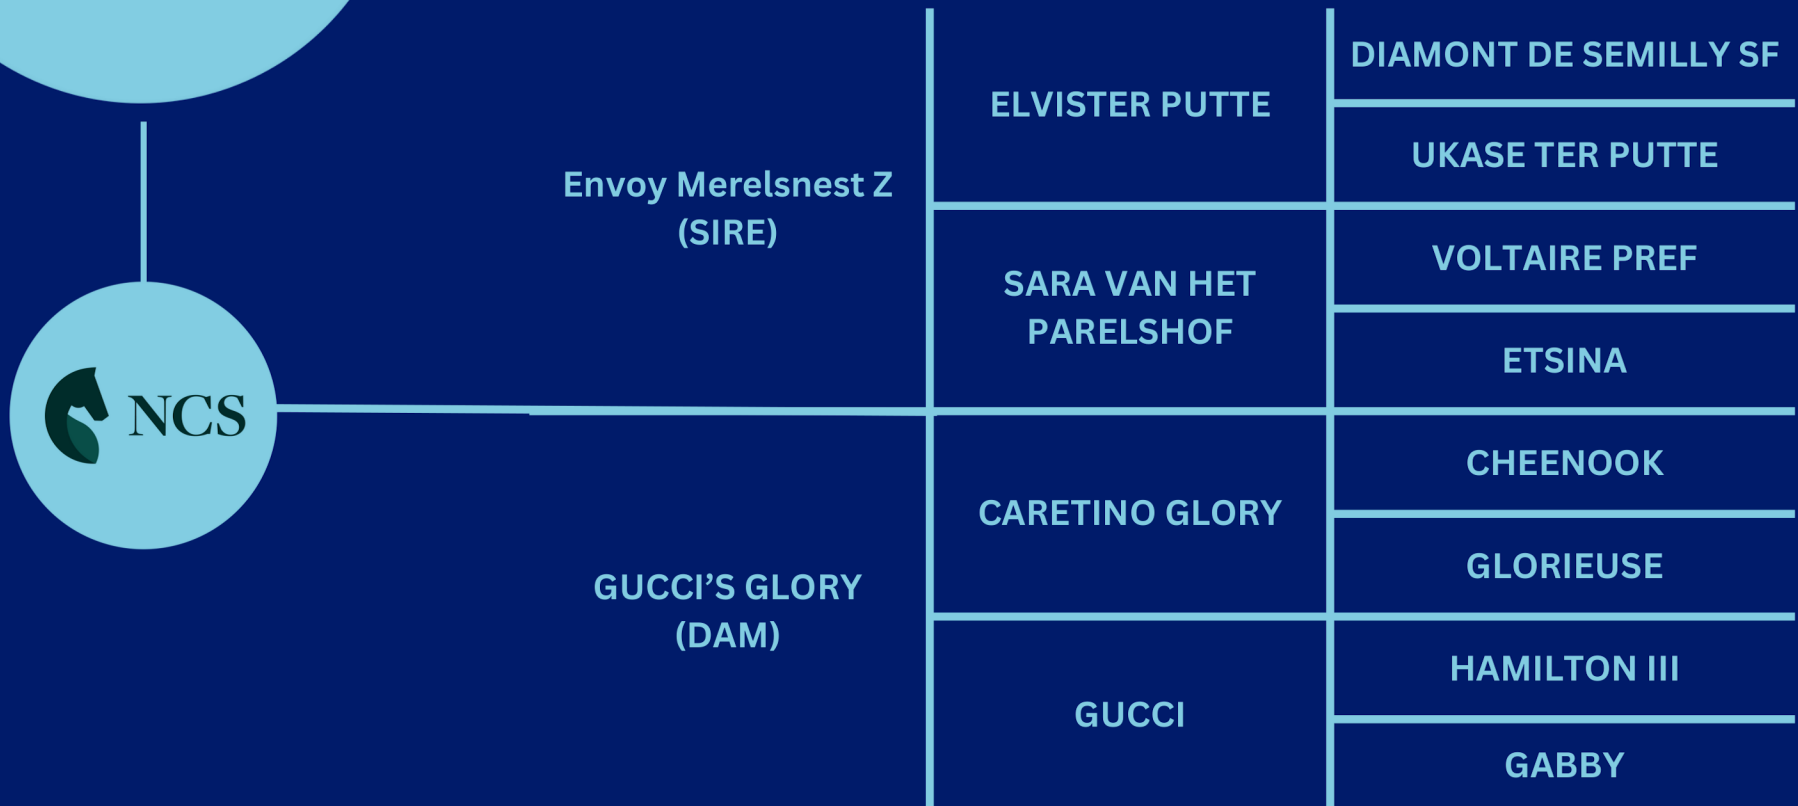 NCS
Envoy Merelsnest Z
(SIRE)
GUCCI’S GLORY
(DAM)
ELVISTER PUTTE
SARA VAN HET
PARELSHOF
CARETINO GLORY
GUCCI
DIAMONT DE SEMILLY SF
UKASE TER PUTTE
VOLTAIRE PREF
ETSINA
CHEENOOK
GLORIEUSE
HAMILTON III
GABBY